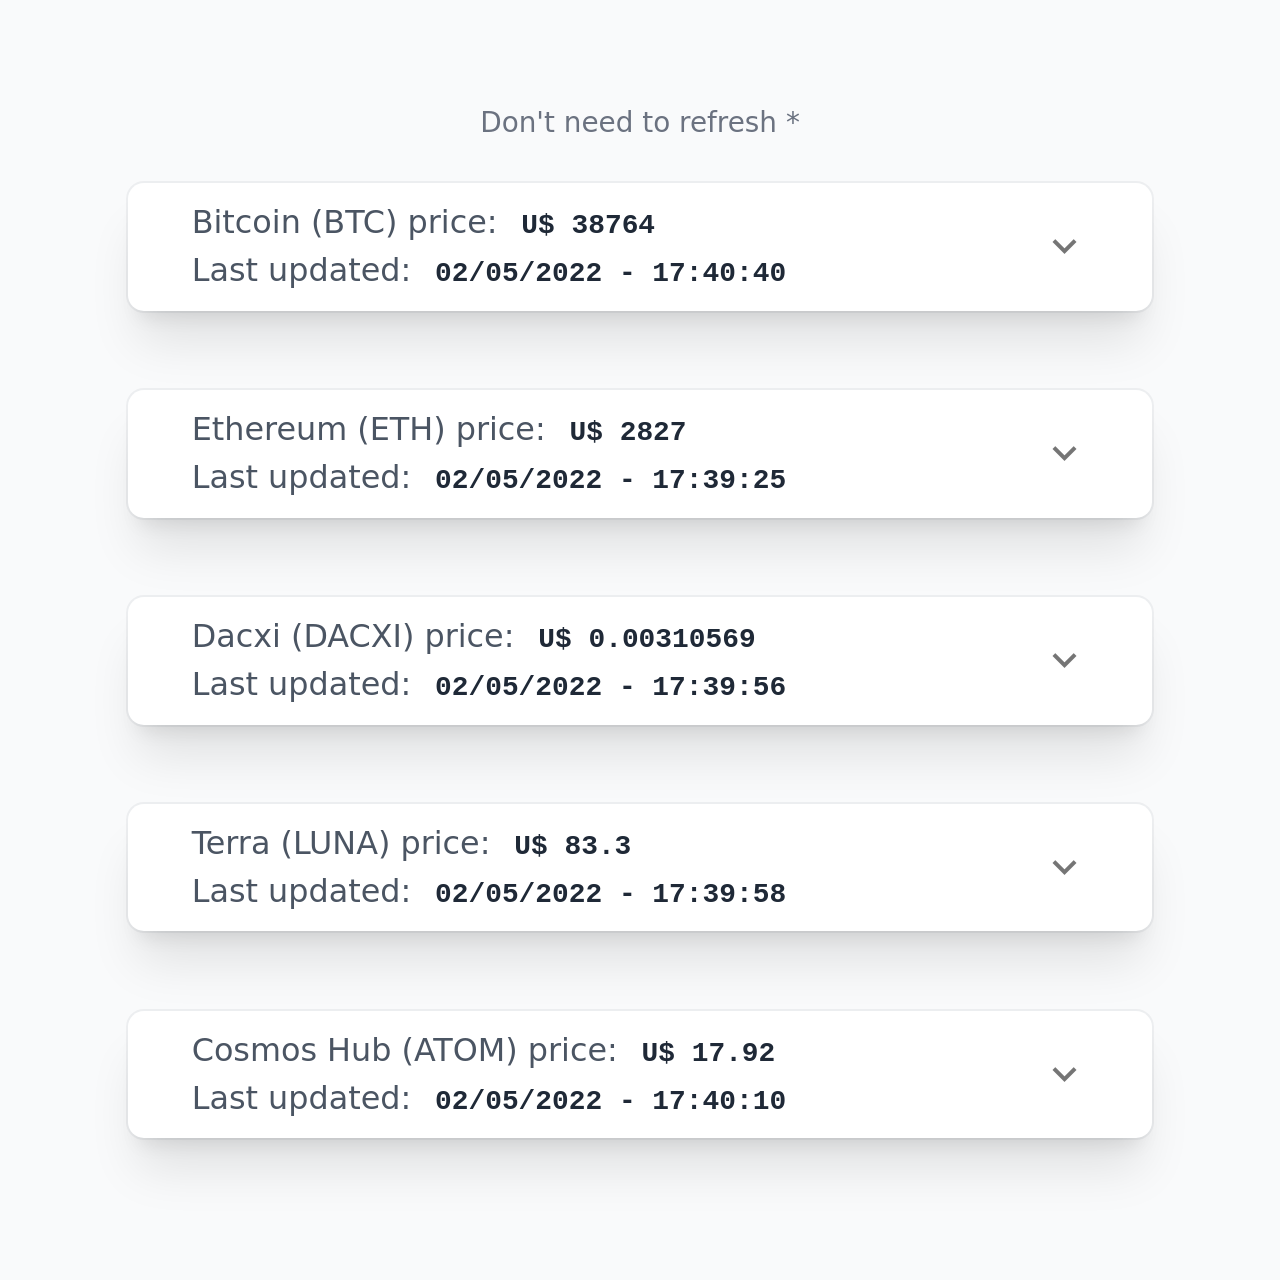 Don't need to refresh *
Bitcoin (BTC) price: U$ 38764
Last updated: 02/05/2022 - 17:40:40
Ethereum (ETH) price: U$ 2827
Last updated: 02/05/2022 - 17:39:25
Dacxi (DACXI) price: U$ 0.00310569
Last updated: 02/05/2022 - 17:39:56
Terra (LUNA) price: U$ 83.3
Last updated: 02/05/2022 - 17:39:58
Cosmos Hub (ATOM) price: U$ 17.92
Last updated: 02/05/2022 - 17:40:10